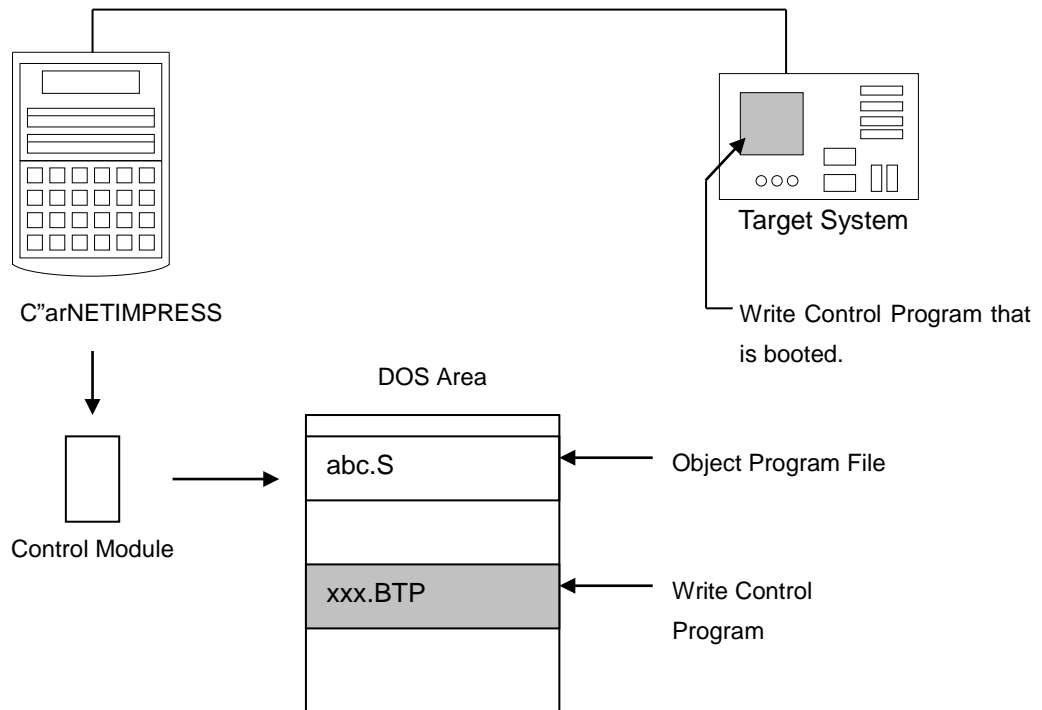 Target System
C”arNETIMPRESS
Write Control Program that
is booted.
DOS Area
abc.S
Object Program File
Control Module
xxx.BTP
Write Control
Program